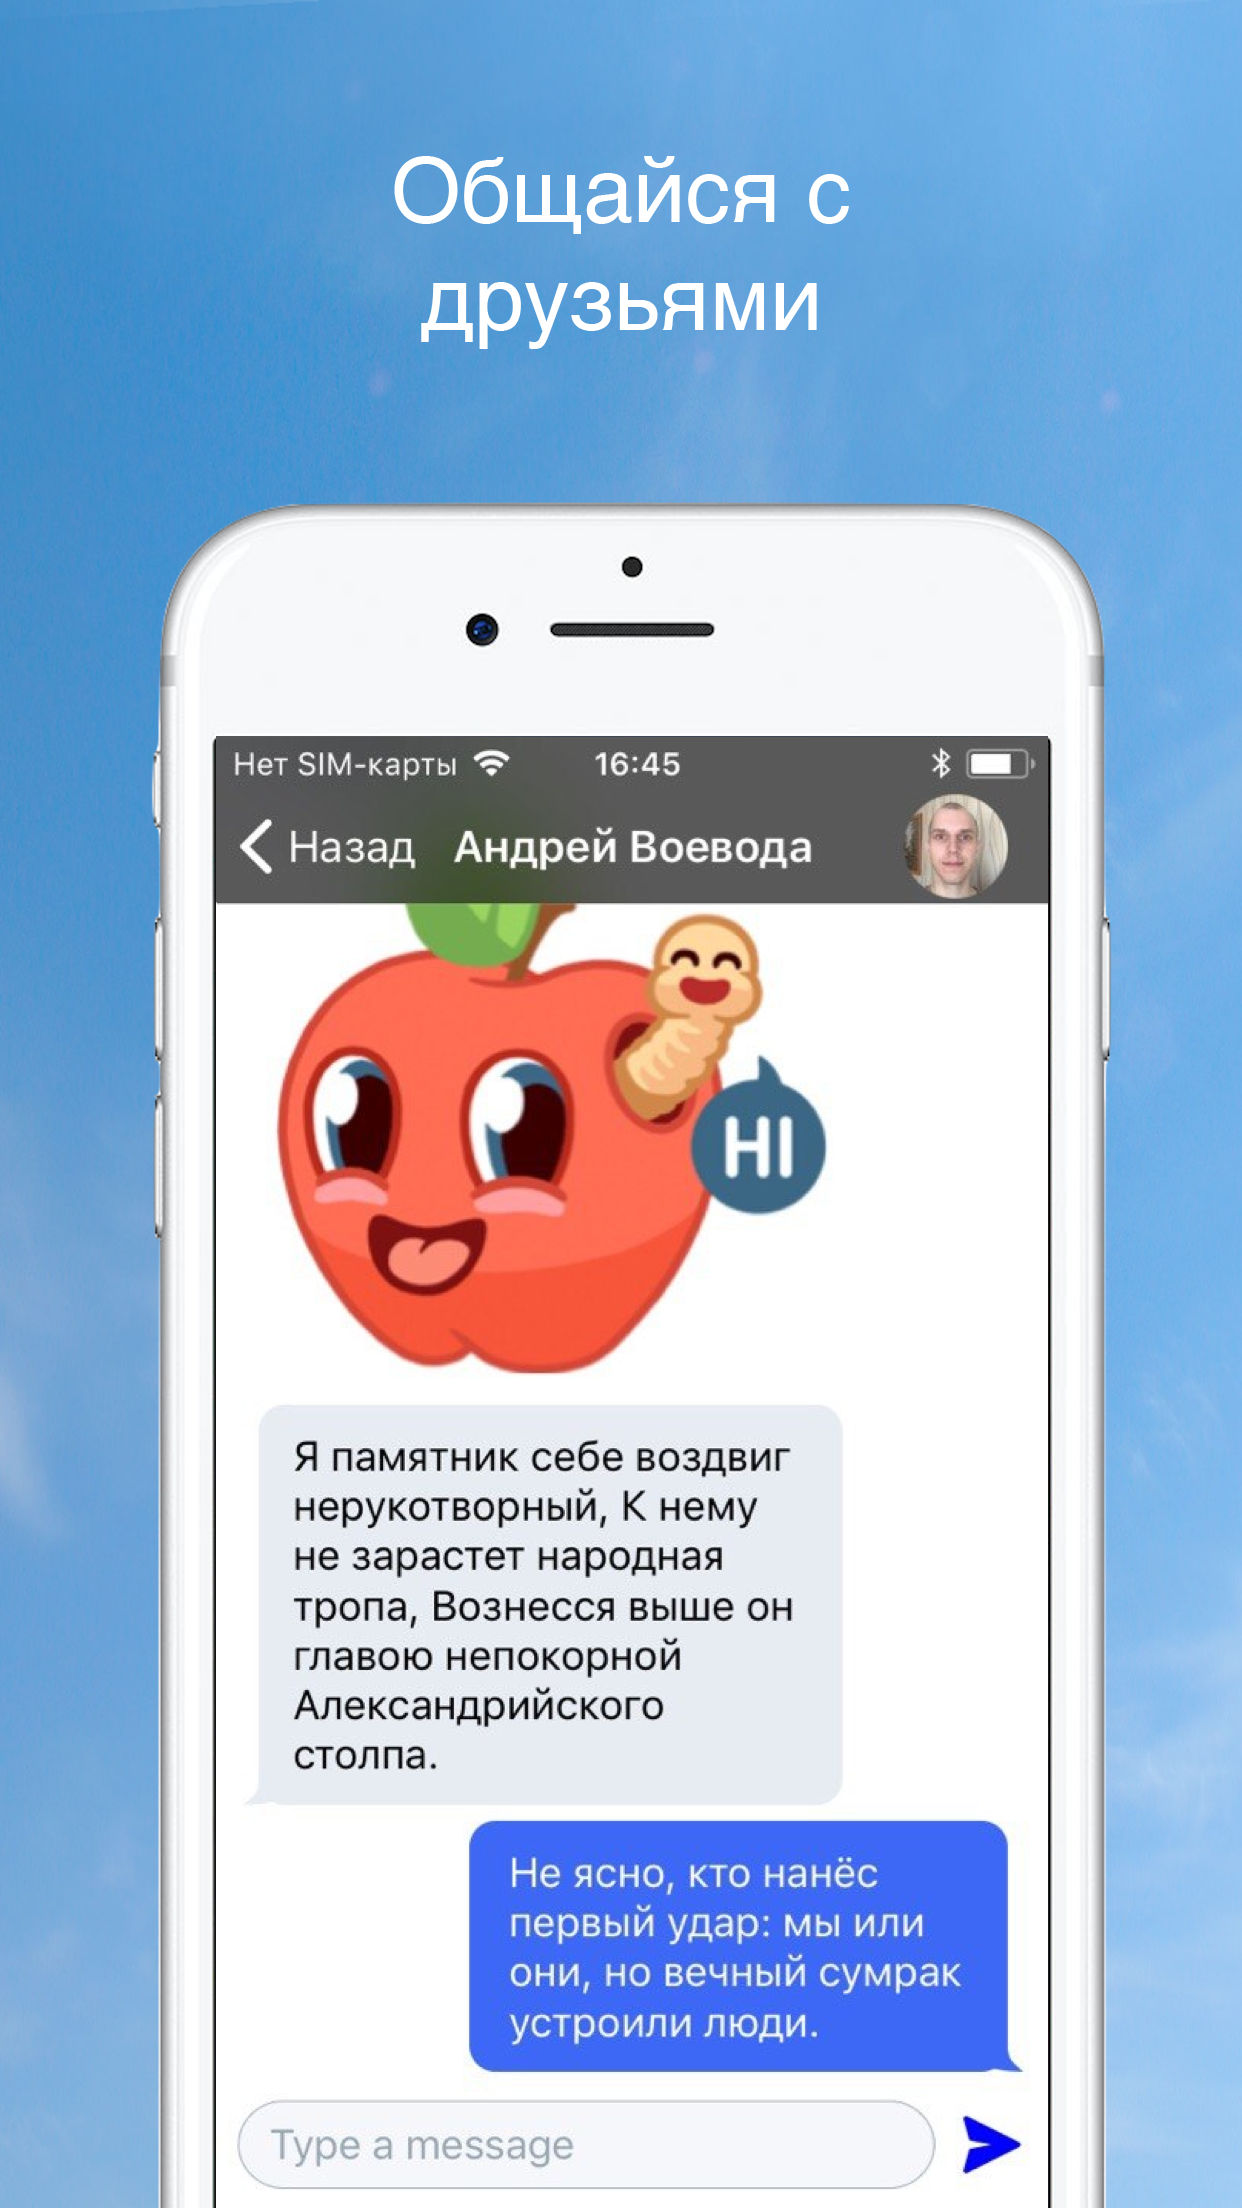 Общайся с
друзьями
Нет SIM-карты 16:45
Назад Андрей Воевода
HI
Я памятник себе воздвиг
нерукотворный, К нему
не зарастет народная
тропа, Вознесся выше он
главою непокорной
Александрийского
столпа.
Не ясно, кто нанёс
первый удар: мы или
они, но вечный сумрак
устроили люди.
Type a message